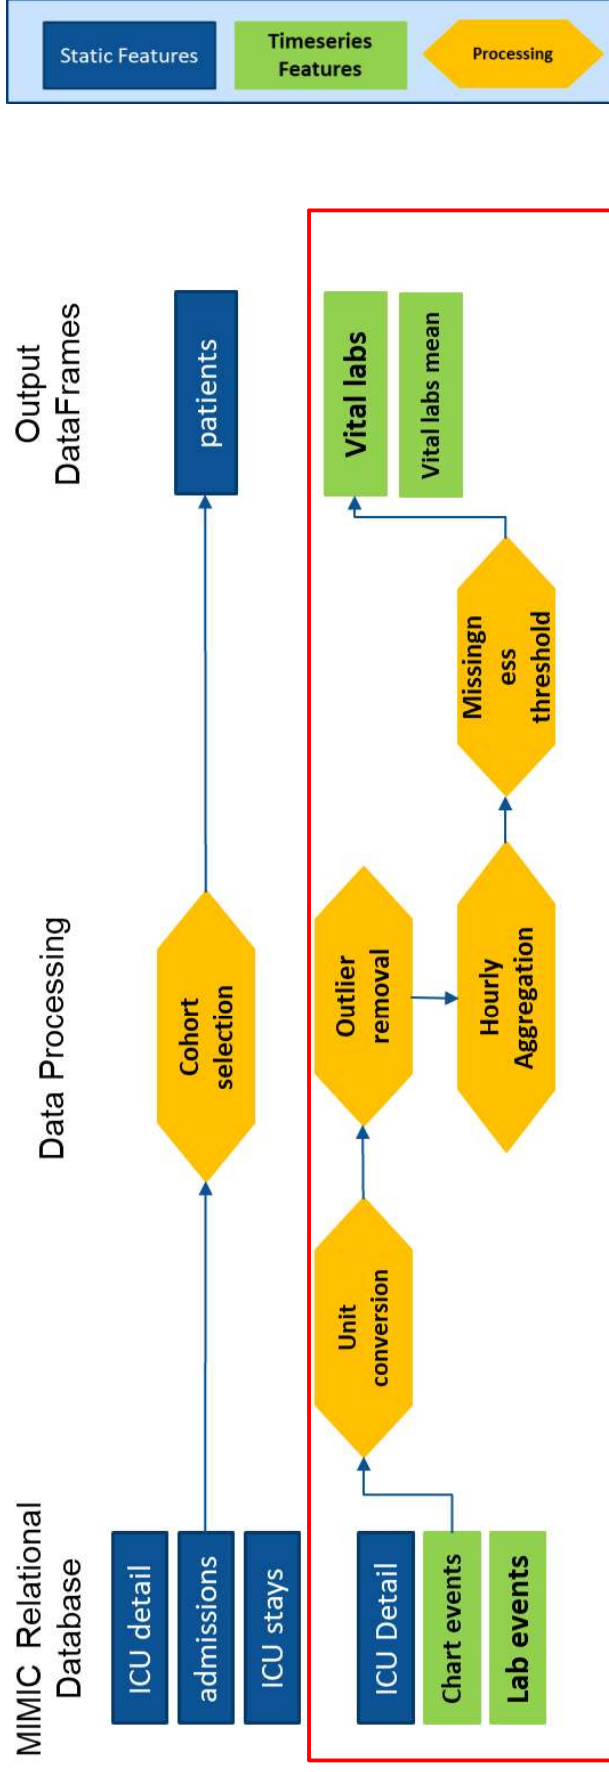 Static Features
Timeseries
Features
Processing
MIMIC Relational
Database
Data Processing
Output
DataFrames
ICU detail
admissions
ICU stays
Cohort
selection
patients
ICU Detail
Chart events
Lab events
Unit
conversion
Outlier
removal
Hourly
Aggregation
Missingn
ess
threshold
Vital labs
Vital labs mean